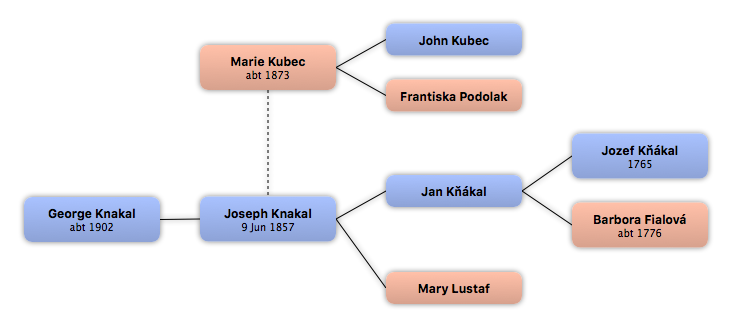 John Kubec
Marie Kubec
abt 1873
Frantiska Podolak
Jozef Kňákal
1765
Jan Kňákal
George Knakal
abt 1902
Joseph Knakal
9 Jun 1857
Barbora Fialová
abt 1776
Mary Lustaf